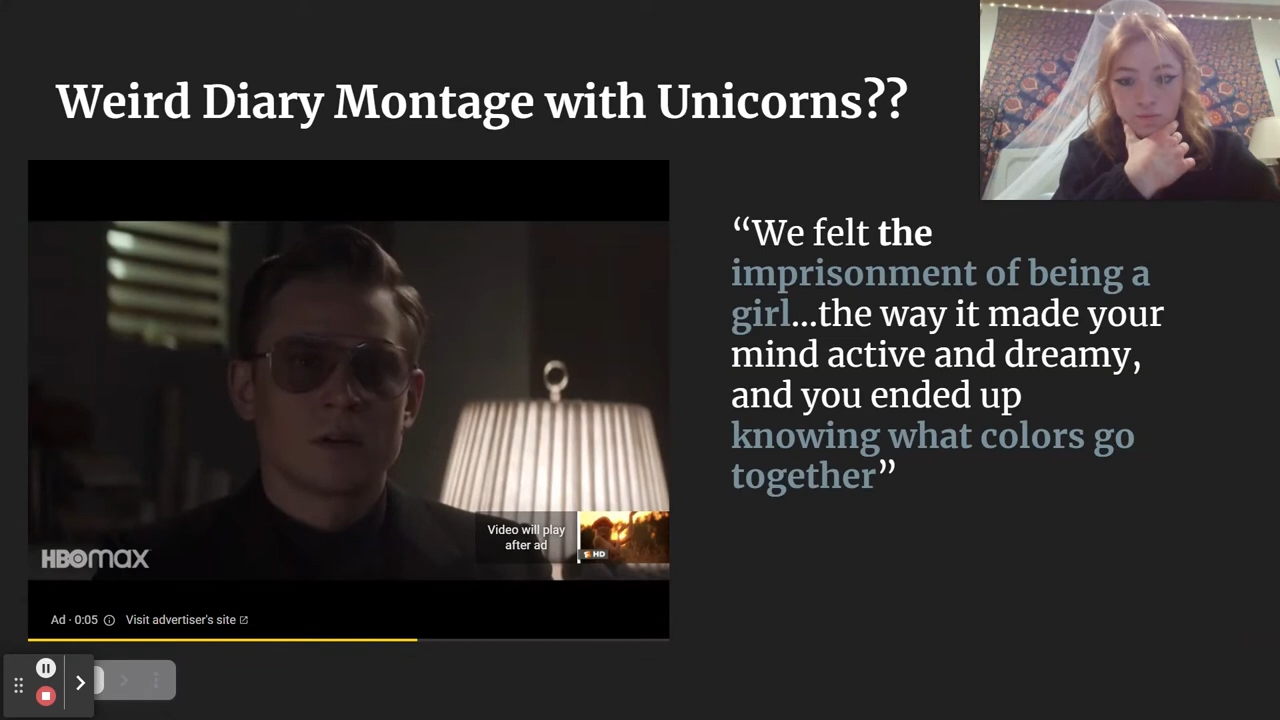 Weird Diary Montage with Unicorns??
“We felt the
imprisonment of being a
girl...the way it made your
mind active and dreamy,
and you ended up
knowing what colors go
together”
Video will play
after ad
HD
HBOMAX
Ad · 0:05 Visit advertiser's site